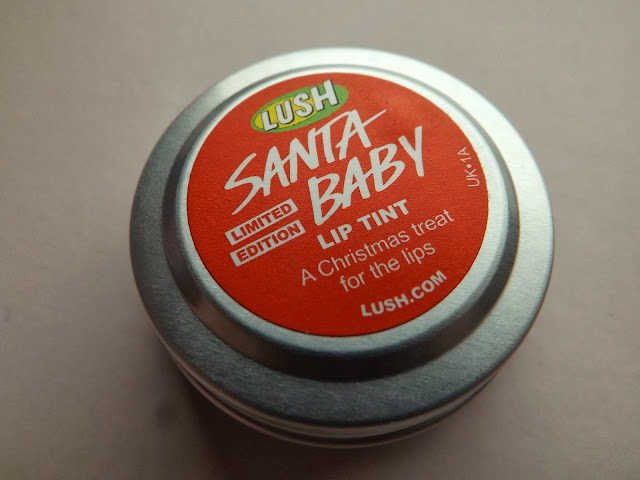 LUSH
SANTA
BABY
LIMITED
EDITION
LIP TINT
A Christmas treat
for the lips
LUSH.COM
UK•1A